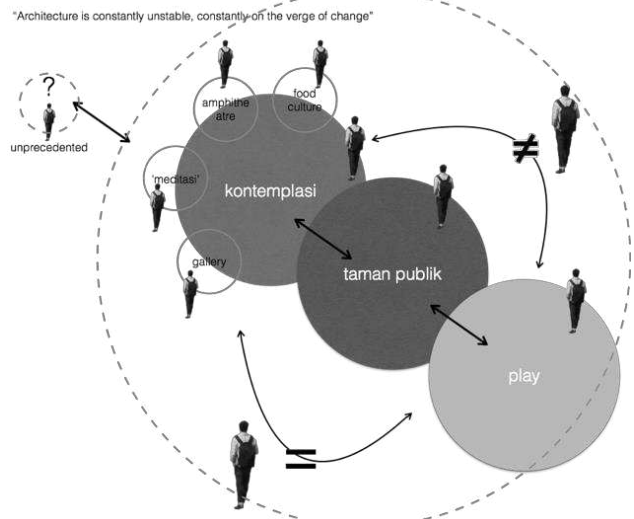 “Architecture is constantly unstable, constantly on the verge of change”
?
unprecedented
amphithe
atre
food
culture
'meditasi'
kontemplasi
gallery
taman publik
play
≠
=